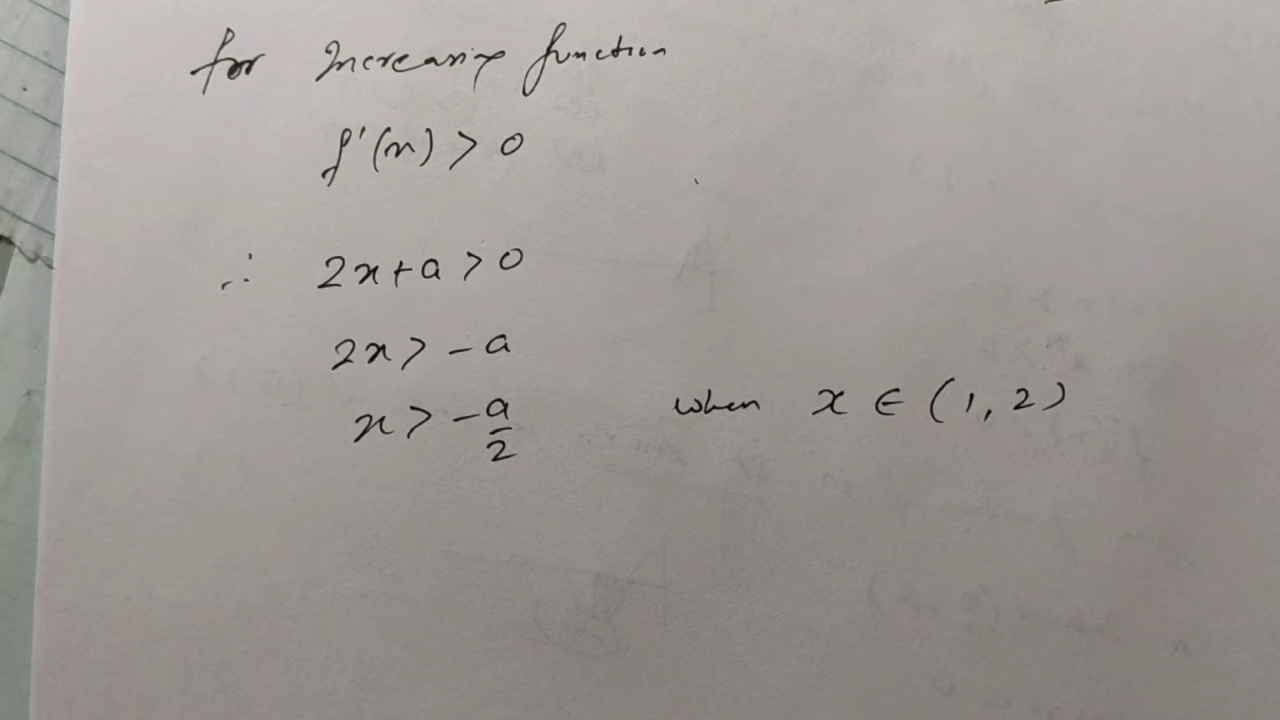 for Increasing function
f'(x) > 0
∴ 2x+a > 0
2x > -a
x > -a/2 when x ∈ (1, 2)